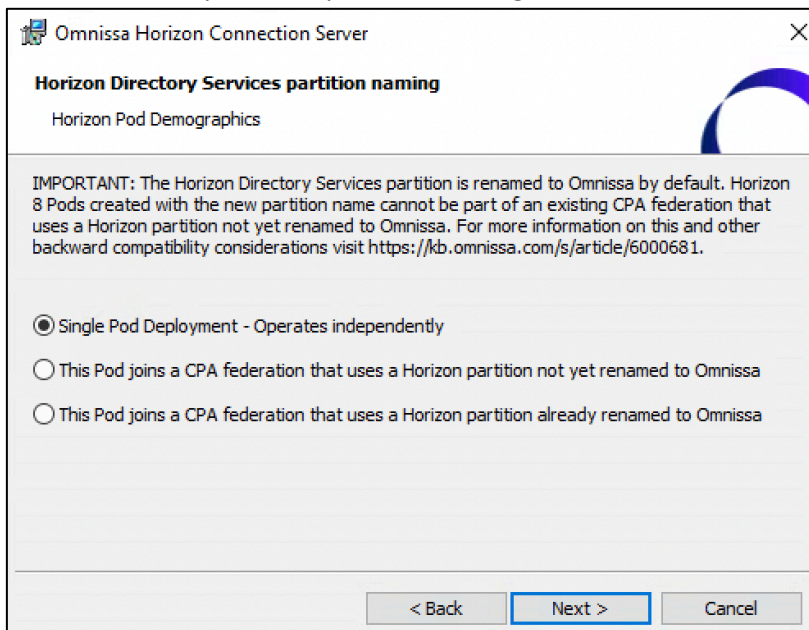 Omnissa Horizon Connection Server
Horizon Directory Services partition naming
Horizon Pod Demographics
IMPORTANT: The Horizon Directory Services partition is renamed to Omnissa by default. Horizon
8 Pods created with the new partition name cannot be part of an existing CPA federation that
uses a Horizon partition not yet renamed to Omnissa. For more information on this and other
backward compatibility considerations visit https://kb.omnissa.com/s/article/6000681.
Single Pod Deployment - Operates independently
This Pod joins a CPA federation that uses a Horizon partition not yet renamed to Omnissa
This Pod joins a CPA federation that uses a Horizon partition already renamed to Omnissa
< Back
Next >
Cancel